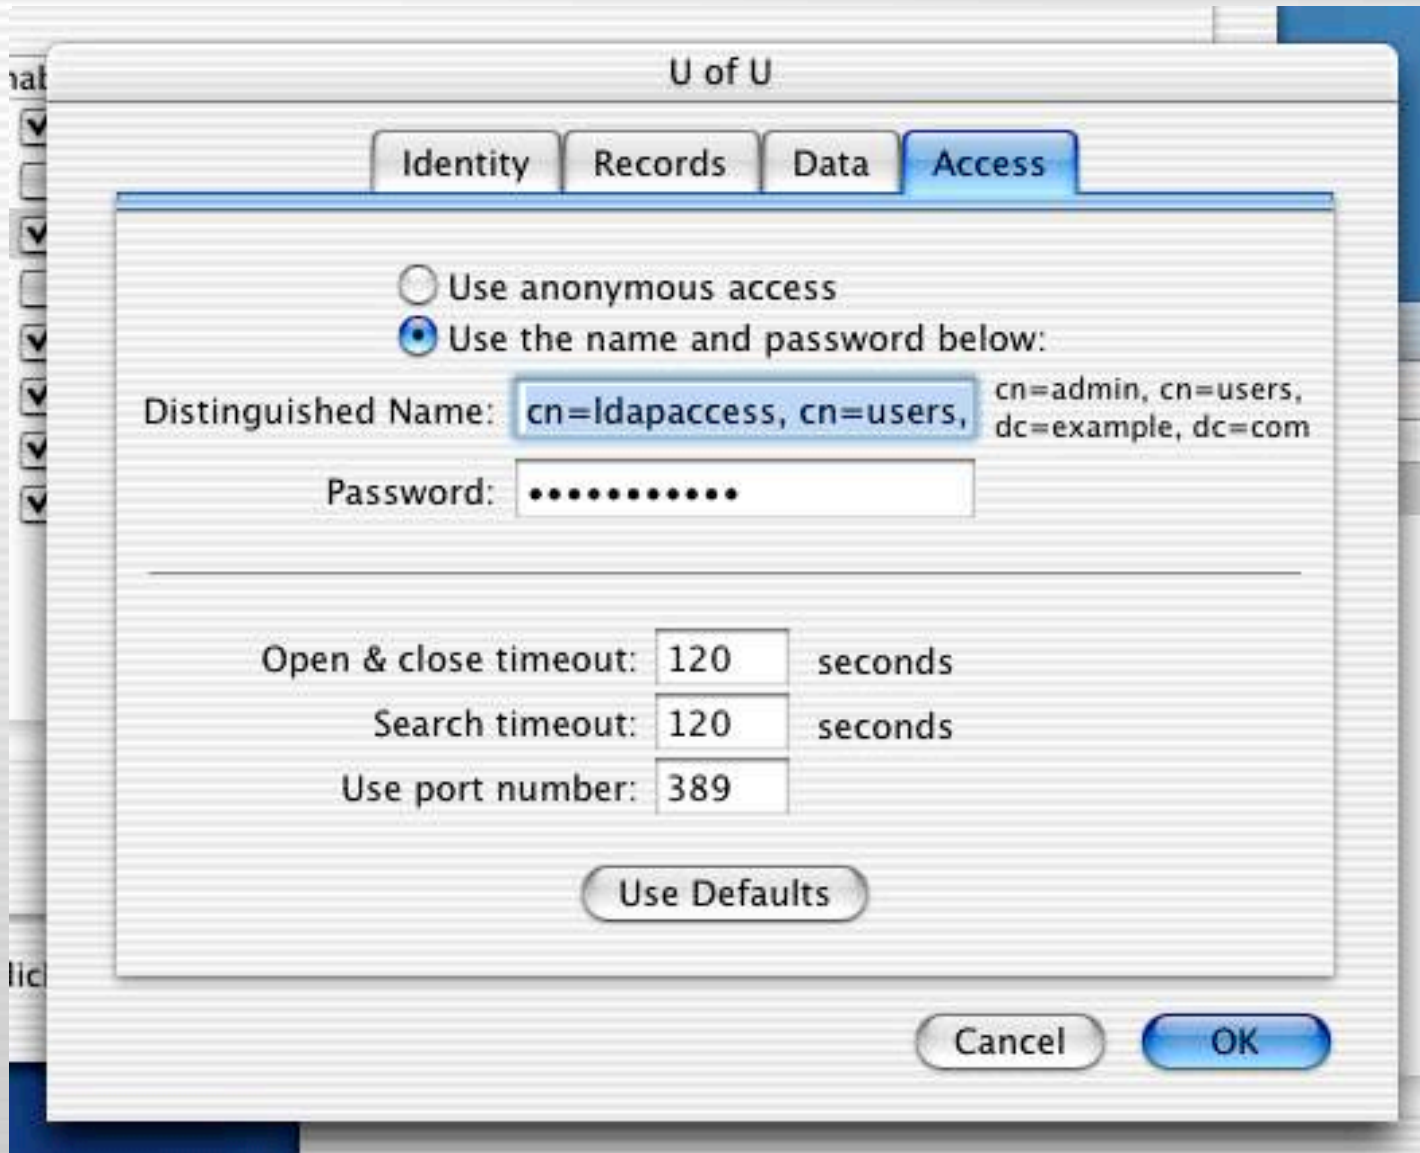 U of U
Identity Records Data Access
Use anonymous access
Use the name and password below:
Distinguished Name: cn=ldapaccess, cn=users, cn=admin, cn=users,
dc=example, dc=com
Password: •••••••••••
Open & close timeout: 120 seconds
Search timeout: 120 seconds
Use port number: 389
Use Defaults
Cancel OK